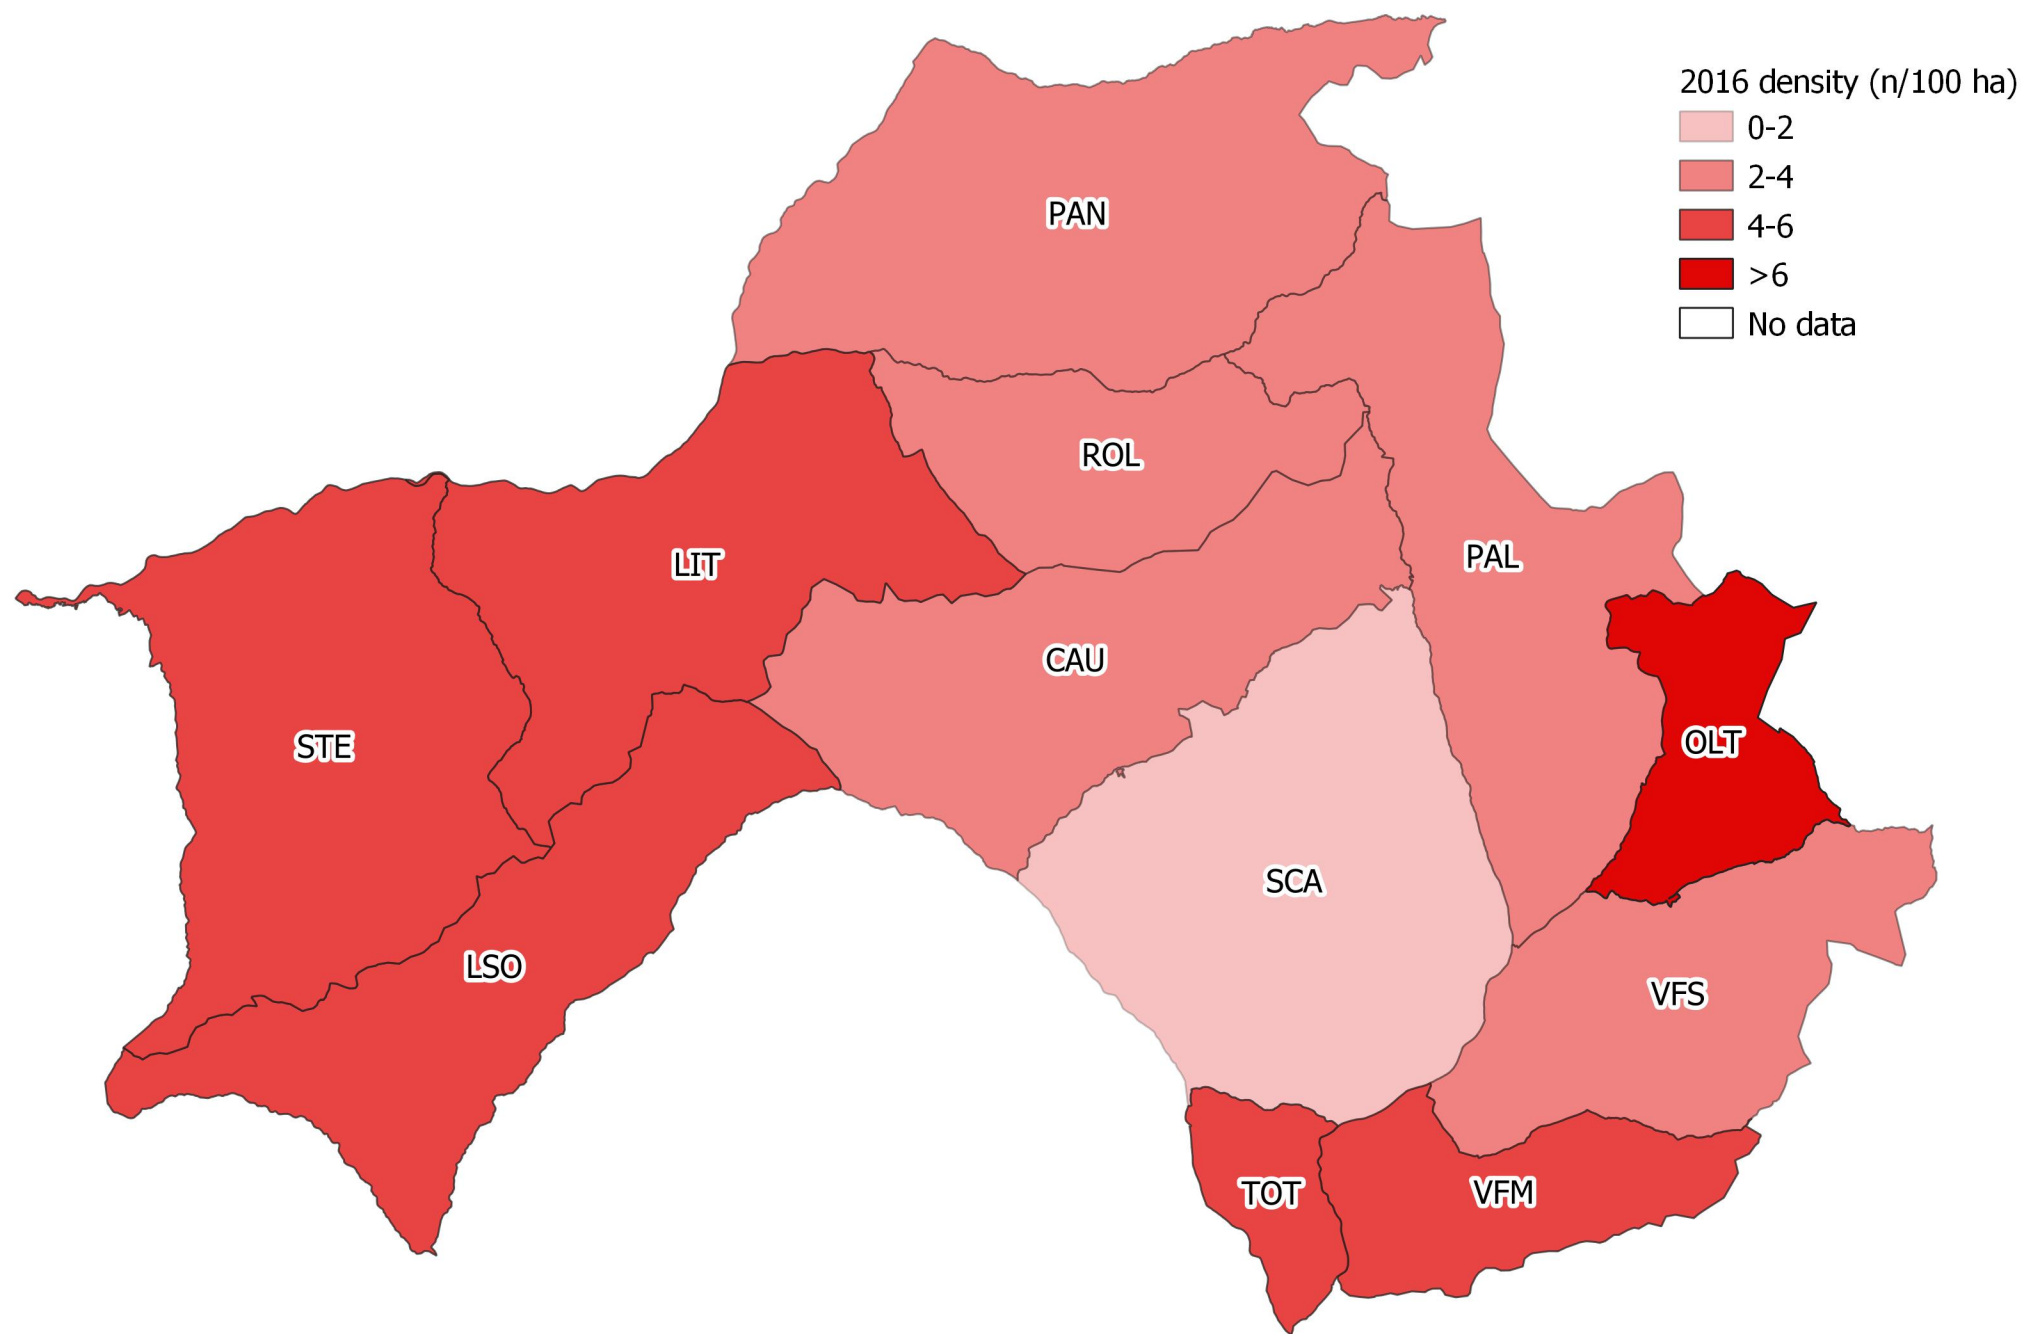 2016 density (n/100 ha)
0-2
2-4
4-6
>6
No data
PAN
ROL
LIT
PAL
CAU
STE
OLT
SCA
LSO
VFS
TOT
VFM